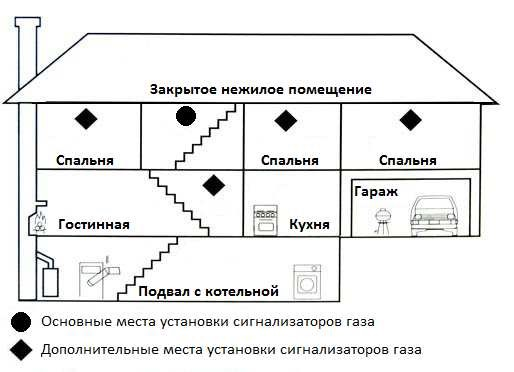 Закрытое нежилое помещение
Спальня
Спальня
Спальня
Гостинная
Кухня
Гараж
Подвал с котельной
Основные места установки сигнализаторов газа
Дополнительные места установки сигнализаторов газа